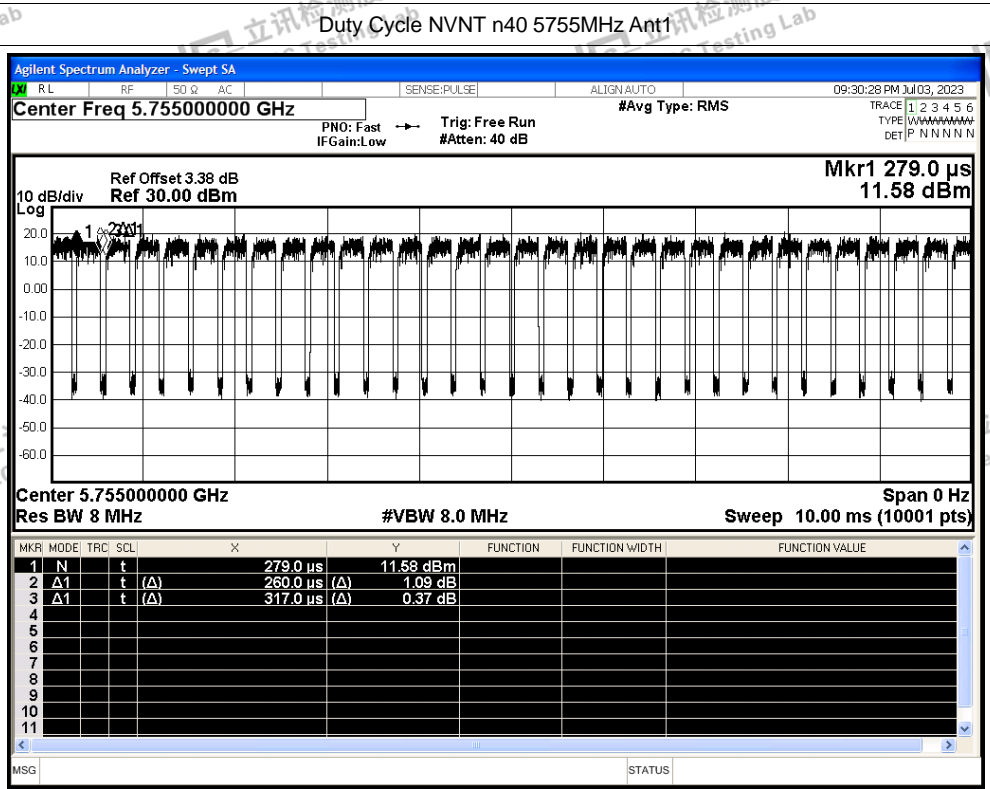 Duty Cycle NVNT n40 5755MHz Ant1
Agilent Spectrum Analyzer - Swept SA
LXI RL RF 50 Ω AC SENSE:PULSE ALIGN AUTO 09:30:28 PM Jul 03, 2023
Center Freq 5.755000000 GHz #Avg Type: RMS TRACE 1 2 3 4 5 6
PNO: Fast Trig: Free Run TYPE WWWWWW
IFGain:Low #Atten: 40 dB DET P N N N N N
Mkr1 279.0 µs
11.58 dBm
Ref Offset 3.38 dB
10 dB/div Ref 30.00 dBm
Log
1 2Δ1 3Δ1
20.0
10.0
0.00
-10.0
-20.0
-30.0
-40.0
-50.0
-60.0
Center 5.755000000 GHz Span 0 Hz
Res BW 8 MHz #VBW 8.0 MHz Sweep 10.00 ms (10001 pts)
MKR MODE TRC SCL X Y FUNCTION FUNCTION WIDTH FUNCTION VALUE
1 N t 279.0 µs 11.58 dBm
2 Δ1 t (Δ) 260.0 µs (Δ) 1.09 dB
3 Δ1 t (Δ) 317.0 µs (Δ) 0.37 dB
4
5
6
7
8
9
10
11
MSG STATUS